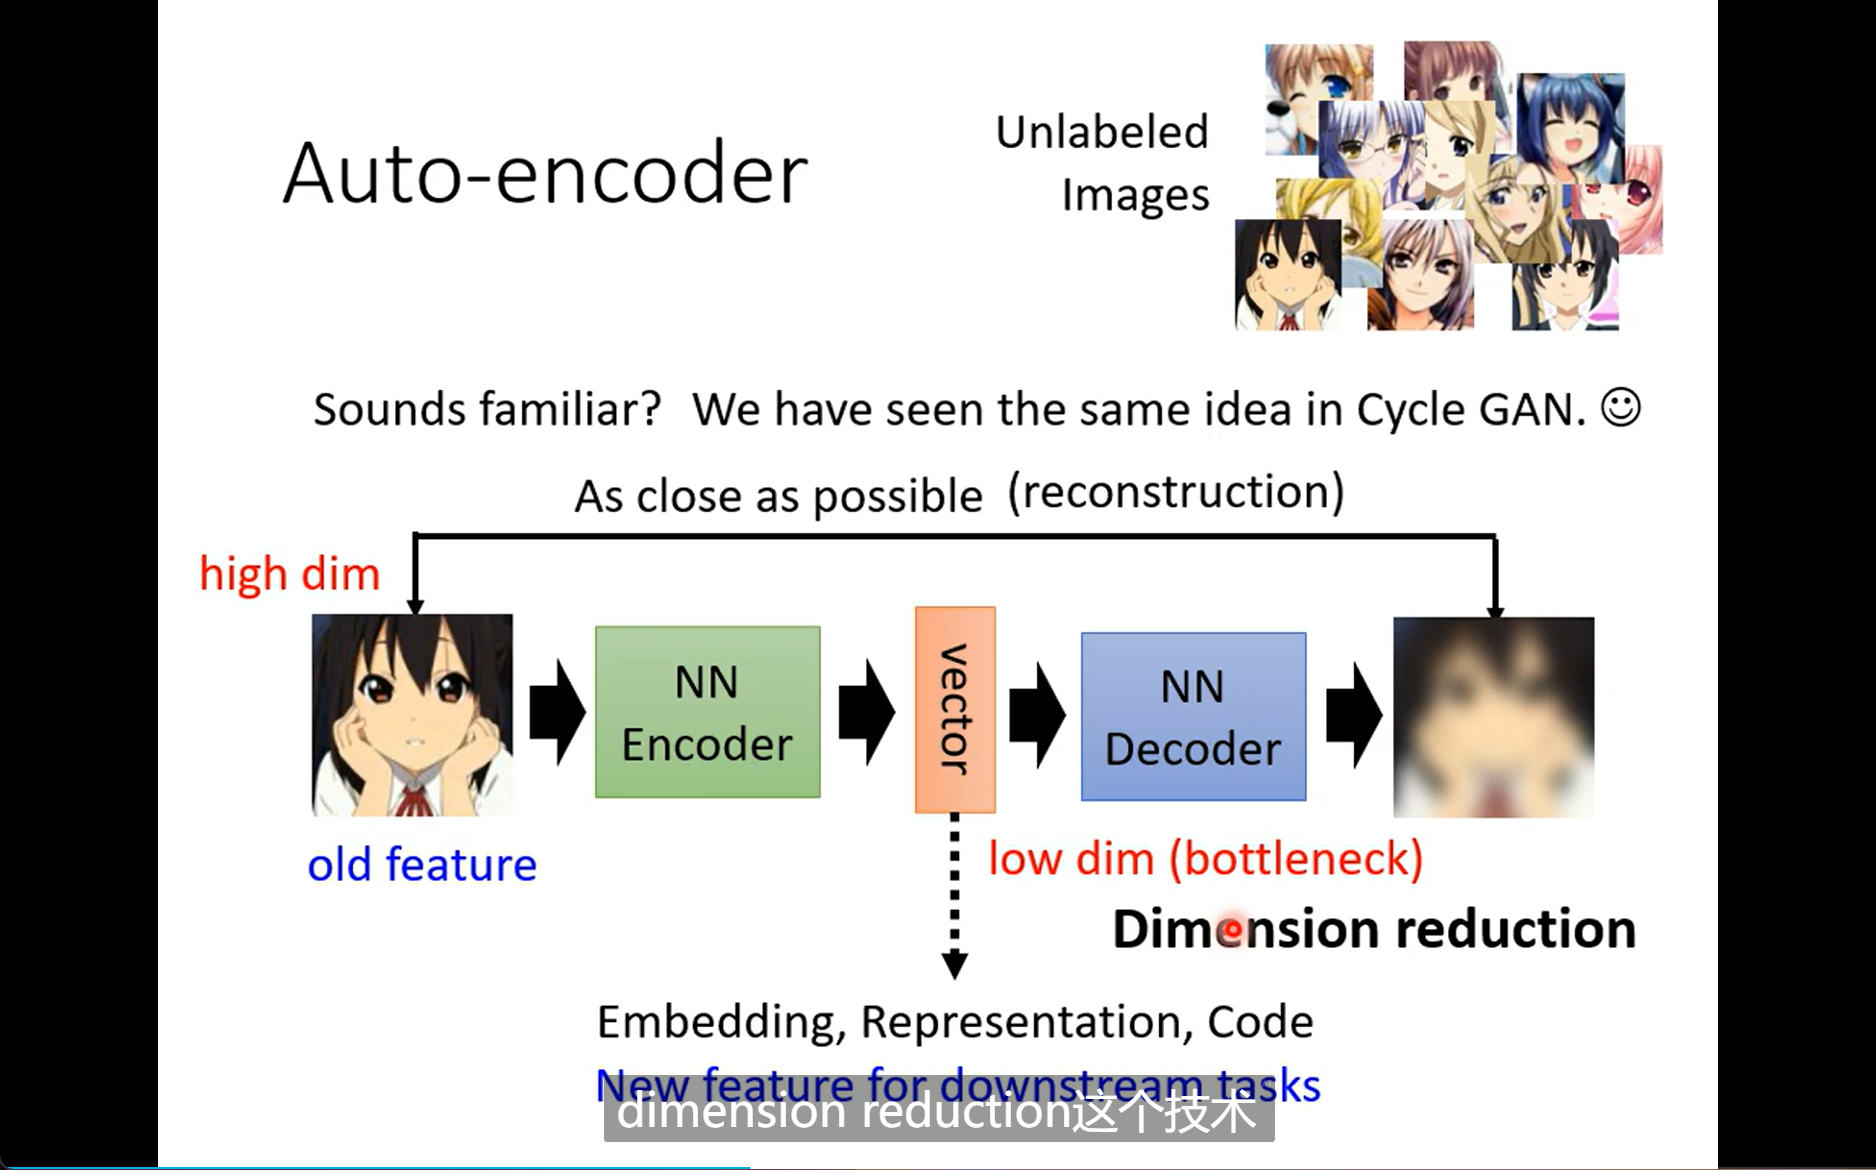 Auto-encoder
Unlabeled
Images
Sounds familiar? We have seen the same idea in Cycle GAN. ☺
As close as possible (reconstruction)
high dim
NN
Encoder
vector
NN
Decoder
old feature
low dim (bottleneck)
Dimension reduction
Embedding, Representation, Code
New feature for downstream tasks
dimension reduction这个技术